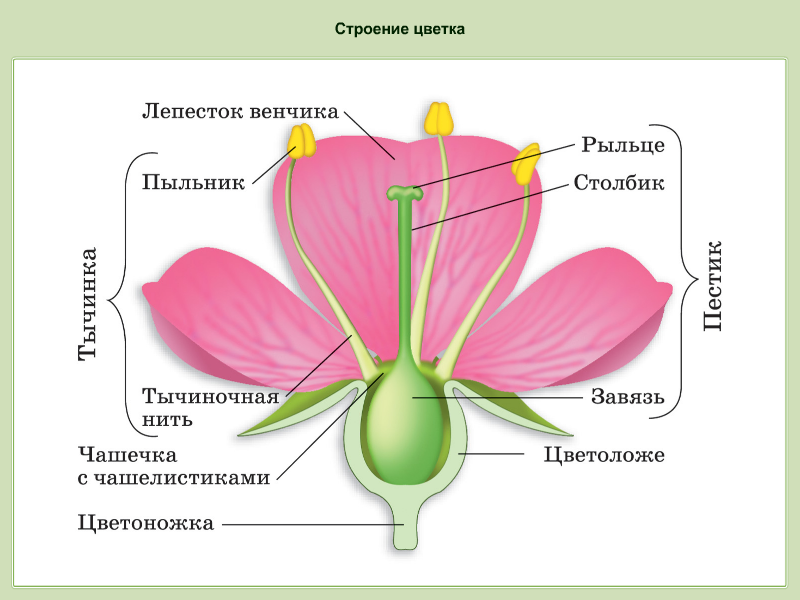 Строение цветка
Лепесток венчика
Пыльник
Тычинка
Тычиночная
нить
Чашечка
с чашелистиками
Цветоножка
Рыльце
Столбик
Пестик
Завязь
Цветоложе